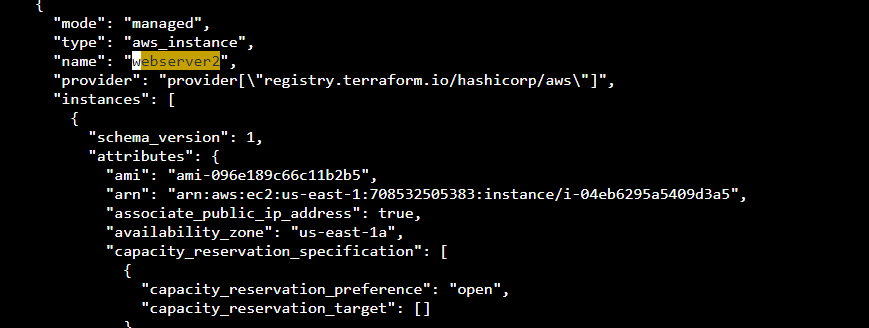 {
"mode": "managed",
"type": "aws_instance",
"name": "webserver2",
"provider": "provider[\"registry.terraform.io/hashicorp/aws\"]",
"instances": [
{
"schema_version": 1,
"attributes": {
"ami": "ami-096e189c66c11b2b5",
"arn": "arn:aws:ec2:us-east-1:708532505383:instance/i-04eb6295a5409d3a5",
"associate_public_ip_address": true,
"availability_zone": "us-east-1a",
"capacity_reservation_specification": [
{
"capacity_reservation_preference": "open",
"capacity_reservation_target": []
}